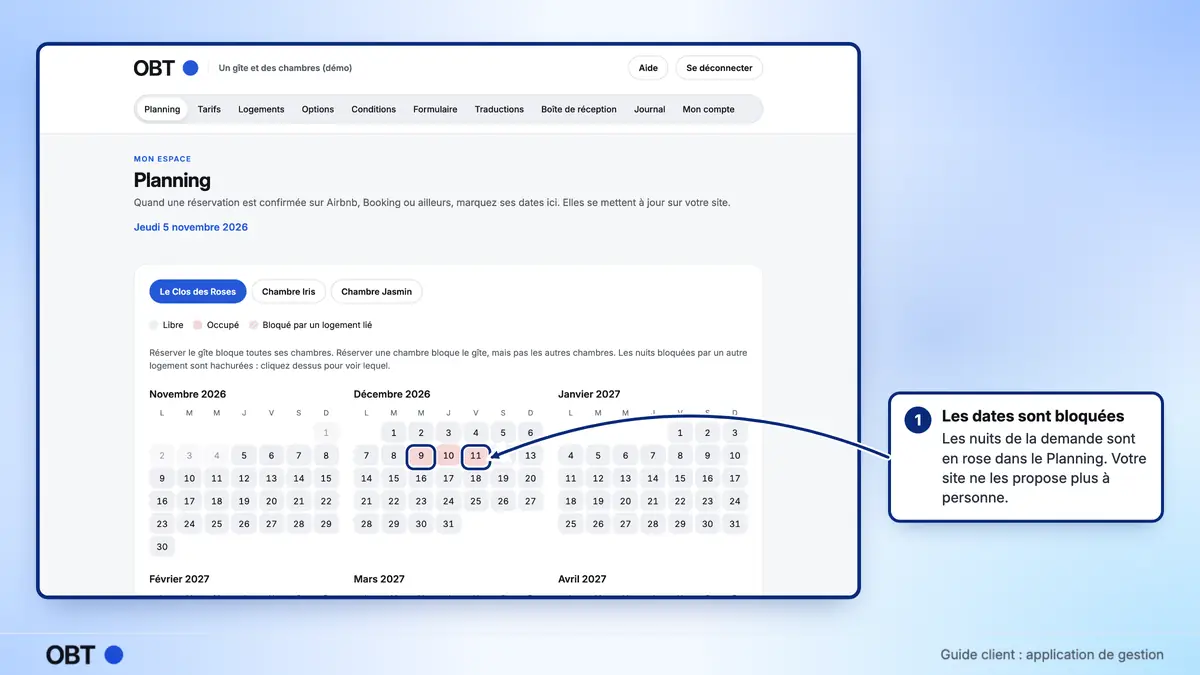 OBT
Un gîte et des chambres (démo)
Aide
Se déconnecter
Planning Tarifs Logements Options Conditions Formulaire Traductions Boîte de réception Journal Mon compte
MON ESPACE
Planning
Quand une réservation est confirmée sur Airbnb, Booking ou ailleurs, marquez ses dates ici. Elles se mettent à jour sur votre site.
Jeudi 5 novembre 2026
Le Clos des Roses Chambre Iris Chambre Jasmin
Libre Occupé Bloqué par un logement lié
Réserver le gîte bloque toutes ses chambres. Réserver une chambre bloque le gîte, mais pas les autres chambres. Les nuits bloquées par un autre
logement sont hachurées : cliquez dessus pour voir lequel.
Novembre 2026
L M M J V S D
1
2 3 4 5 6 7 8
9 10 11 12 13 14 15
16 17 18 19 20 21 22
23 24 25 26 27 28 29
30
Décembre 2026
L M M J V S D
1 2 3 4 5 6
7 8 9 10 11 13
14 15 16 17 18 19 20
21 22 23 24 25 26 27
28 29 30 31
Janvier 2027
L M M
1 2 3
4 5 6 7 8 9 10
11 12 13 14 15 16 17
18 19 20 21 22 23 24
25 26 27 28 29 30 31
Février 2027
Mars 2027
Avril 2027
1 Les dates sont bloquées
Les nuits de la demande sont
en rose dans le Planning. Votre
site ne les propose plus à
personne.
OBT
Guide client : application de gestion